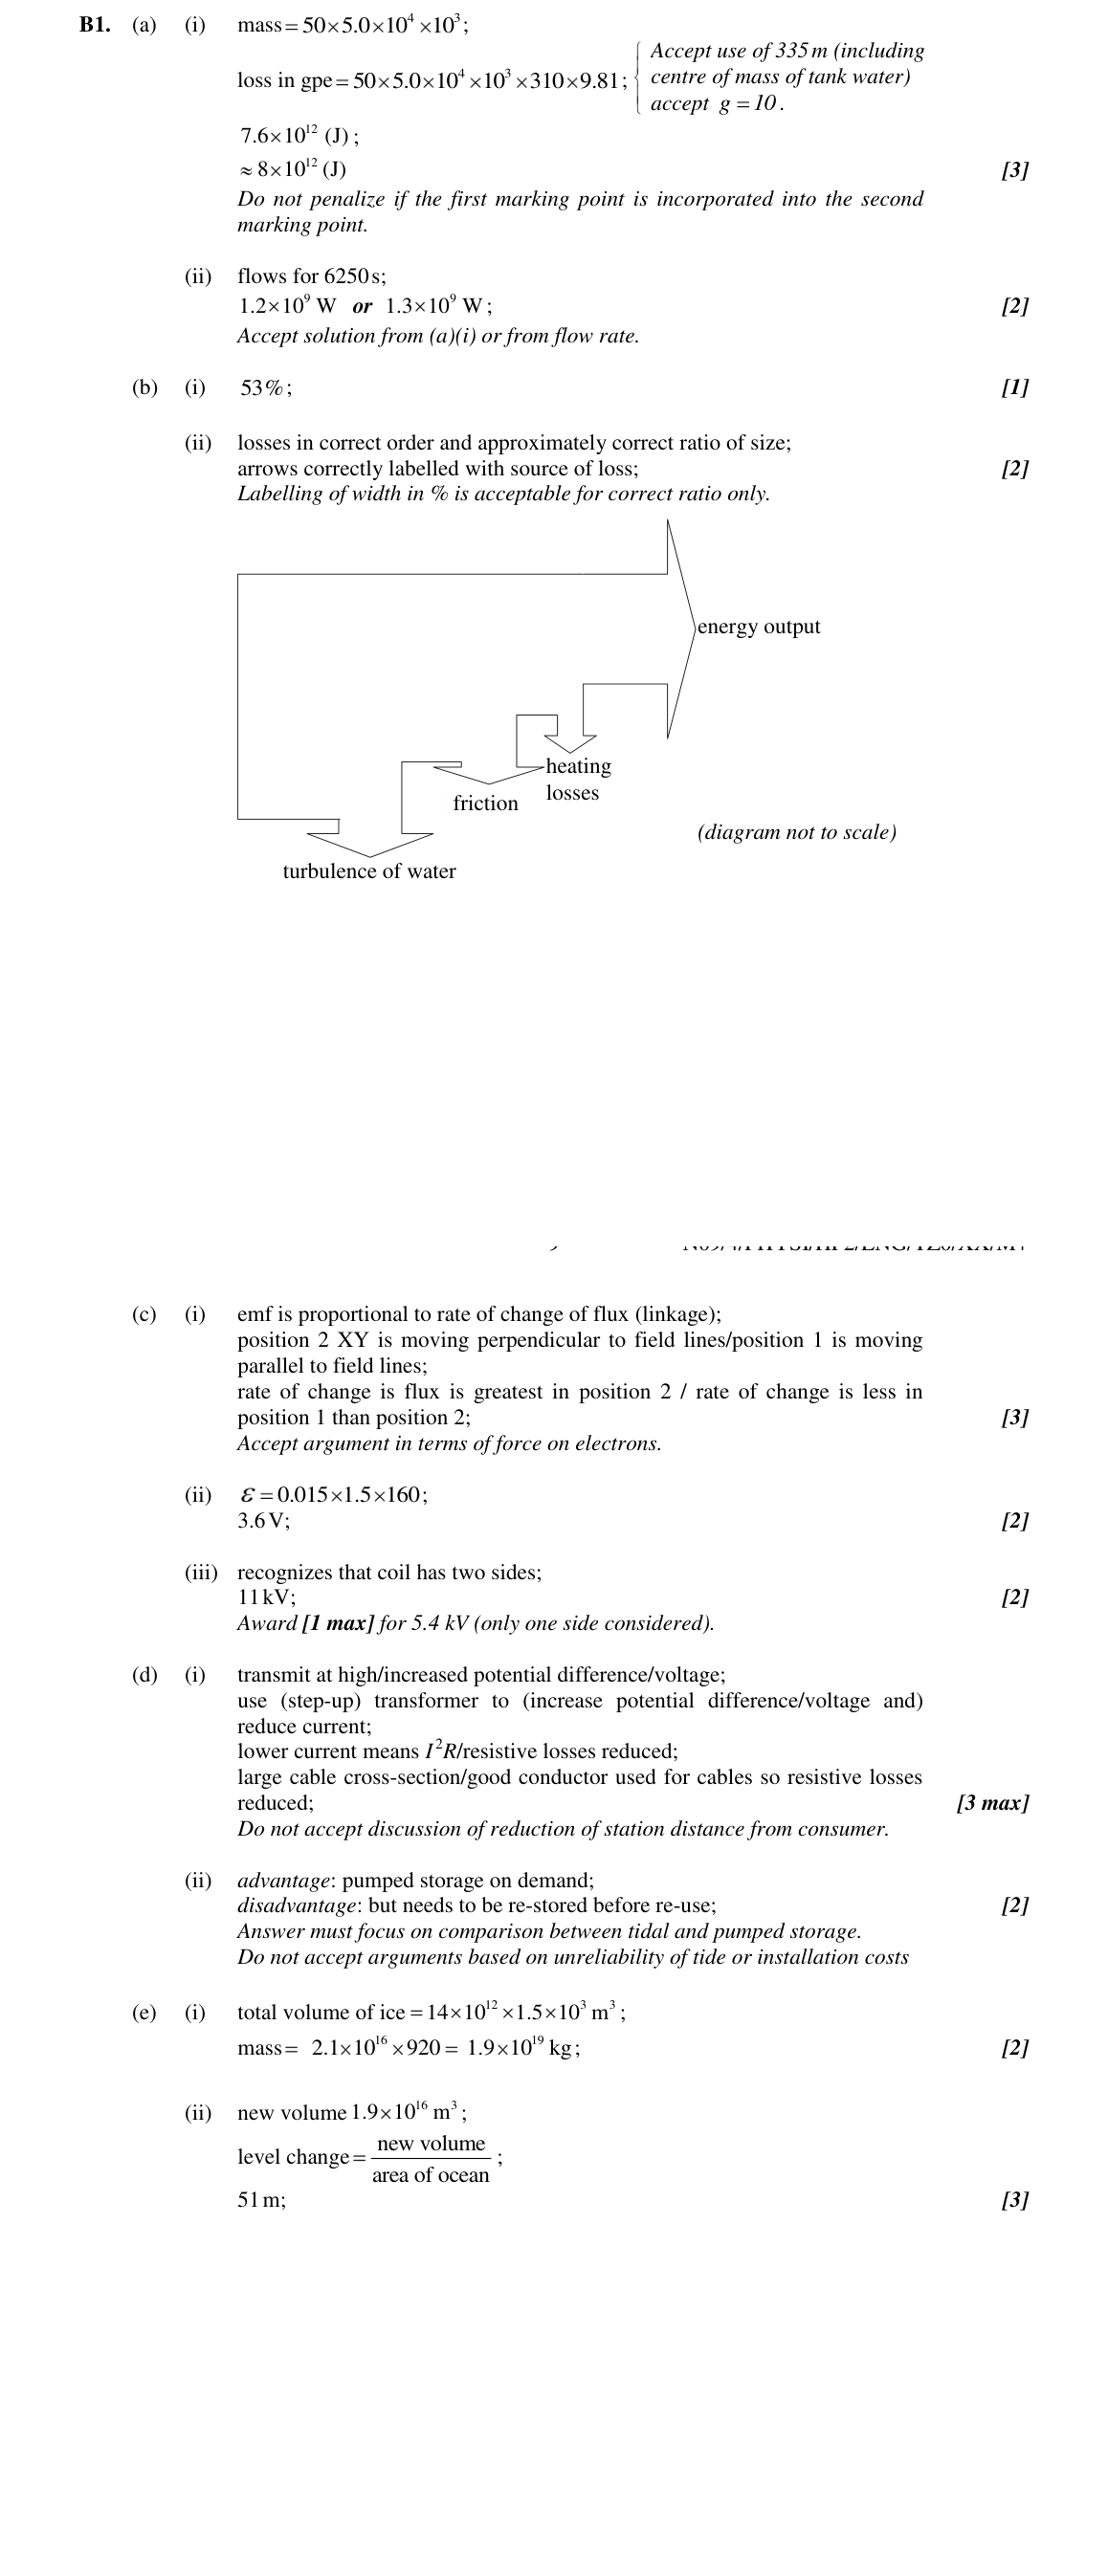 B1. (a) (i) mass = 50×5.0×10⁴ ×10³;
loss in gpe = 50×5.0×10⁴ ×10³ ×310×9.81; { Accept use of 335 m (including
centre of mass of tank water)
accept g = 10.
7.6×10¹² (J);
≈ 8×10¹² (J) [3]
Do not penalize if the first marking point is incorporated into the second
marking point.
(ii) flows for 6250 s;
1.2×10⁹ W or 1.3×10⁹ W; [2]
Accept solution from (a)(i) or from flow rate.
(b) (i) 53%; [1]
(ii) losses in correct order and approximately correct ratio of size;
arrows correctly labelled with source of loss; [2]
Labelling of width in % is acceptable for correct ratio only.
energy output
heating
losses
friction
(diagram not to scale)
turbulence of water
(c) (i) emf is proportional to rate of change of flux (linkage);
position 2 XY is moving perpendicular to field lines/position 1 is moving
parallel to field lines;
rate of change is flux is greatest in position 2 / rate of change is less in
position 1 than position 2; [3]
Accept argument in terms of force on electrons.
(ii) ε = 0.015×1.5×160;
3.6 V; [2]
(iii) recognizes that coil has two sides;
11 kV; [2]
Award [1 max] for 5.4 kV (only one side considered).
(d) (i) transmit at high/increased potential difference/voltage;
use (step-up) transformer to (increase potential difference/voltage and)
reduce current;
lower current means I²R/resistive losses reduced;
large cable cross-section/good conductor used for cables so resistive losses
reduced; [3 max]
Do not accept discussion of reduction of station distance from consumer.
(ii) advantage: pumped storage on demand;
disadvantage: but needs to be re-stored before re-use; [2]
Answer must focus on comparison between tidal and pumped storage.
Do not accept arguments based on unreliability of tide or installation costs
(e) (i) total volume of ice = 14×10¹² ×1.5×10³ m³;
mass = 2.1×10¹⁶ ×920 = 1.9×10¹⁹ kg; [2]
(ii) new volume 1.9×10¹⁶ m³;
level change = new volume
area of ocean ;
51 m; [3]